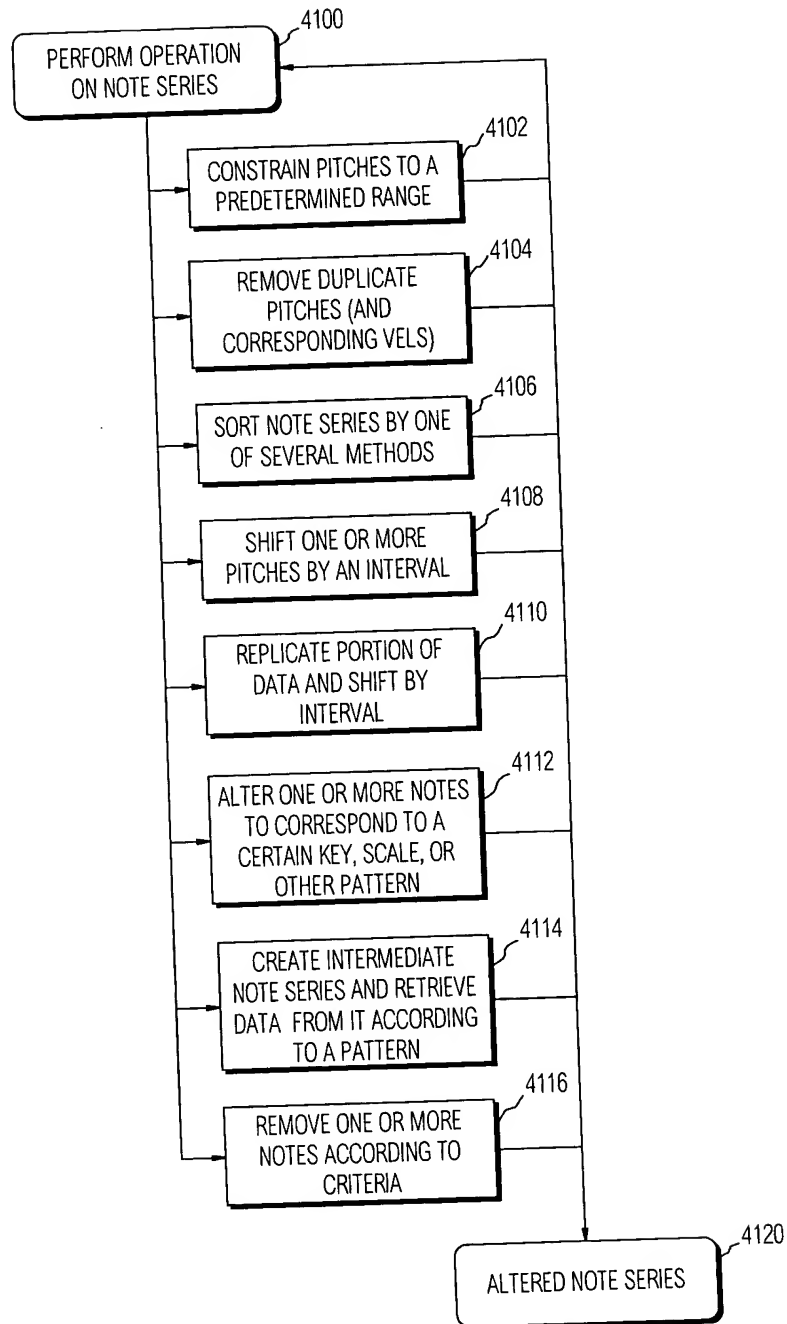 4100
PERFORM OPERATION
ON NOTE SERIES
4102
CONSTRAIN PITCHES TO A
PREDETERMINED RANGE
4104
REMOVE DUPLICATE
PITCHES (AND
CORRESPONDING VELS)
4106
SORT NOTE SERIES BY ONE
OF SEVERAL METHODS
4108
SHIFT ONE OR MORE
PITCHES BY AN INTERVAL
4110
REPLICATE PORTION OF
DATA AND SHIFT BY
INTERVAL
4112
ALTER ONE OR MORE NOTES
TO CORRESPOND TO A
CERTAIN KEY, SCALE, OR
OTHER PATTERN
4114
CREATE INTERMEDIATE
NOTE SERIES AND RETRIEVE
DATA FROM IT ACCORDING
TO A PATTERN
4116
REMOVE ONE OR MORE
NOTES ACCORDING TO
CRITERIA
4120
ALTERED NOTE SERIES